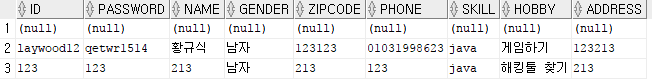 ID PASSWORD NAME GENDER ZIPCODE PHONE SKILL HOBBY ADDRESS
1 (null) (null) (null) (null) (null) (null) (null) (null) (null)
2 laywood12 qetwr1514 황규식 남자 123123 01031998623 java 게임하기 123213
3 123 123 213 남자 213 123 java 해킹툴 찾기 213